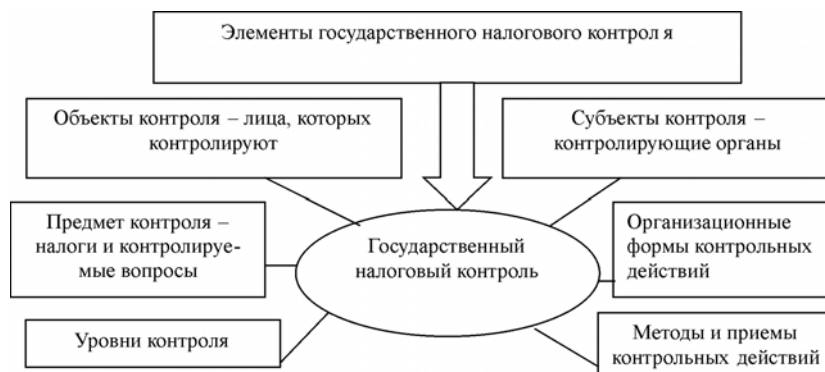 Элементы государственного налогового контрол я
Объекты контроля – лица, которых
контролируют
Субъекты контроля –
контролирующие органы
Предмет контроля –
налоги и контролируе-
мые вопросы
Государственный
налоговый контроль
Организационные
формы контрольных
действий
Уровни контроля
Методы и приемы
контрольных действий